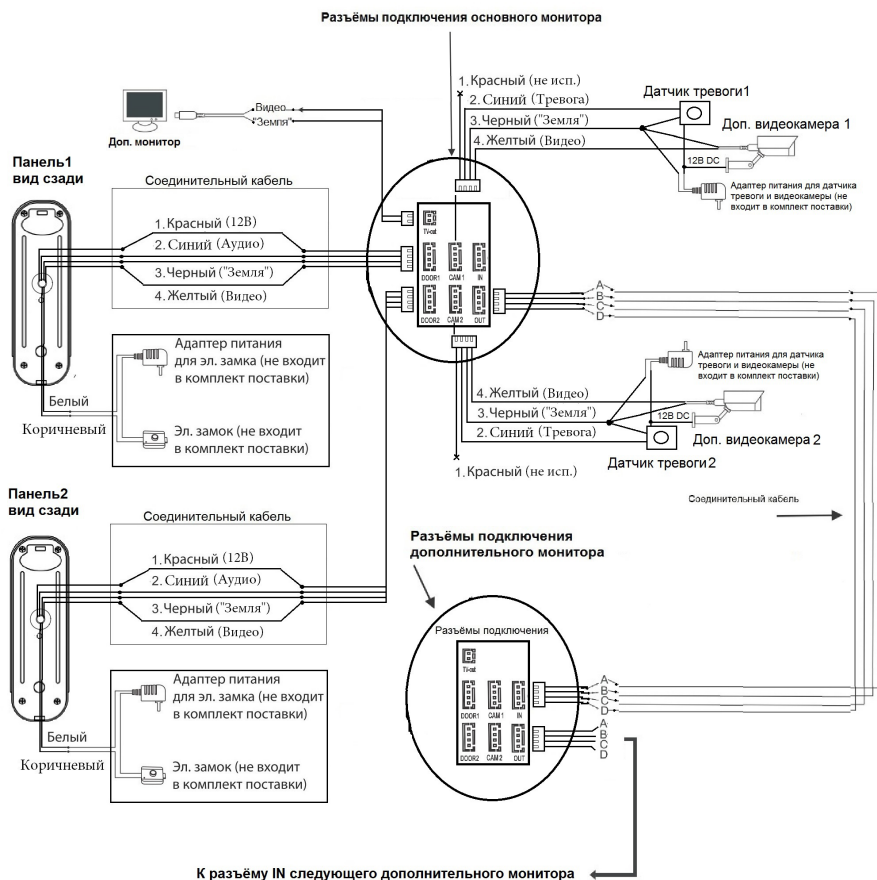 Разъёмы подключения основного монитора
1.Красный (не исп.)
2. Синий (Тревога)
3.Черный ("Земля")
4.Желтый (Видео)
Датчик тревоги1
Доп. видеокамера 1
12В DC
Адаптер питания для датчика
тревоги и видеокамеры (не
входит в комплект поставки)
Видео
"Земля"
Доп. монитор
Панель1
вид сзади
Соединительный кабель
1.Красный (12В)
2. Синий (Аудио)
3.Черный ("Земля")
4.Желтый (Видео)
TV-out
DOOR1
CAM 1
IN
DOOR2
CAM 2
OUT
A
B
C
D
Адаптер питания
для эл. замка (не входит
в комплект поставки)
Белый
Коричневый
Эл. замок (не входит
в комплект поставки)
Адаптер питания для датчика
тревоги и видеокамеры (не
входит в комплект поставки)
4.Желтый (Видео)
3.Черный ("Земля")
2. Синий (Тревога)
1.Красный (не исп.)
12В DC
Доп. видеокамера 2
Датчик тревоги2
Соединительный кабель
Панель2
вид сзади
Соединительный кабель
1.Красный (12В)
2. Синий (Аудио)
3.Черный ("Земля")
4.Желтый (Видео)
Разъёмы подключения
дополнительного монитора
Разъёмы подключения
TV-out
DOOR1
CAM 1
IN
DOOR2
CAM 2
OUT
A
B
C
D
A
B
C
D
Адаптер питания
для эл. замка (не входит
в комплект поставки)
Белый
Коричневый
Эл. замок (не входит
в комплект поставки)
К разъёму IN следующего дополнительного монитора